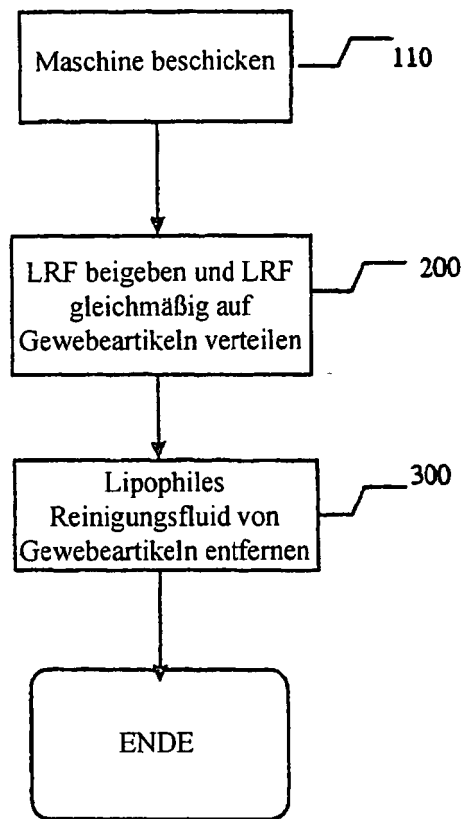 Maschine beschicken
110
LRF beigeben und LRF
gleichmäßig auf
Gewebeartikeln verteilen
200
Lipophiles
Reinigungsfluid von
Gewebeartikeln entfernen
300
ENDE